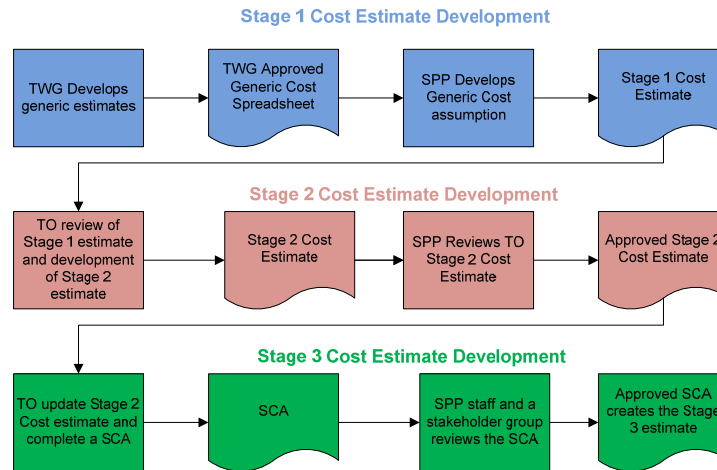 Stage 1 Cost Estimate Development
TWG Develops
generic estimates
TWG Approved
Generic Cost
Spreadsheet
SPP Develops
Generic Cost
assumption
Stage 1 Cost
Estimate
Stage 2 Cost Estimate Development
TO review of
Stage 1 estimate
and development
of Stage 2
estimate
Stage 2 Cost
Estimate
SPP Reviews TO
Stage 2 Cost
Estimate
Approved Stage 2
Cost Estimate
Stage 3 Cost Estimate Development
TO update Stage 2
Cost estimate and
complete a SCA
SCA
SPP staff and a
stakeholder group
reviews the SCA
Approved SCA
creates the Stage
3 estimate